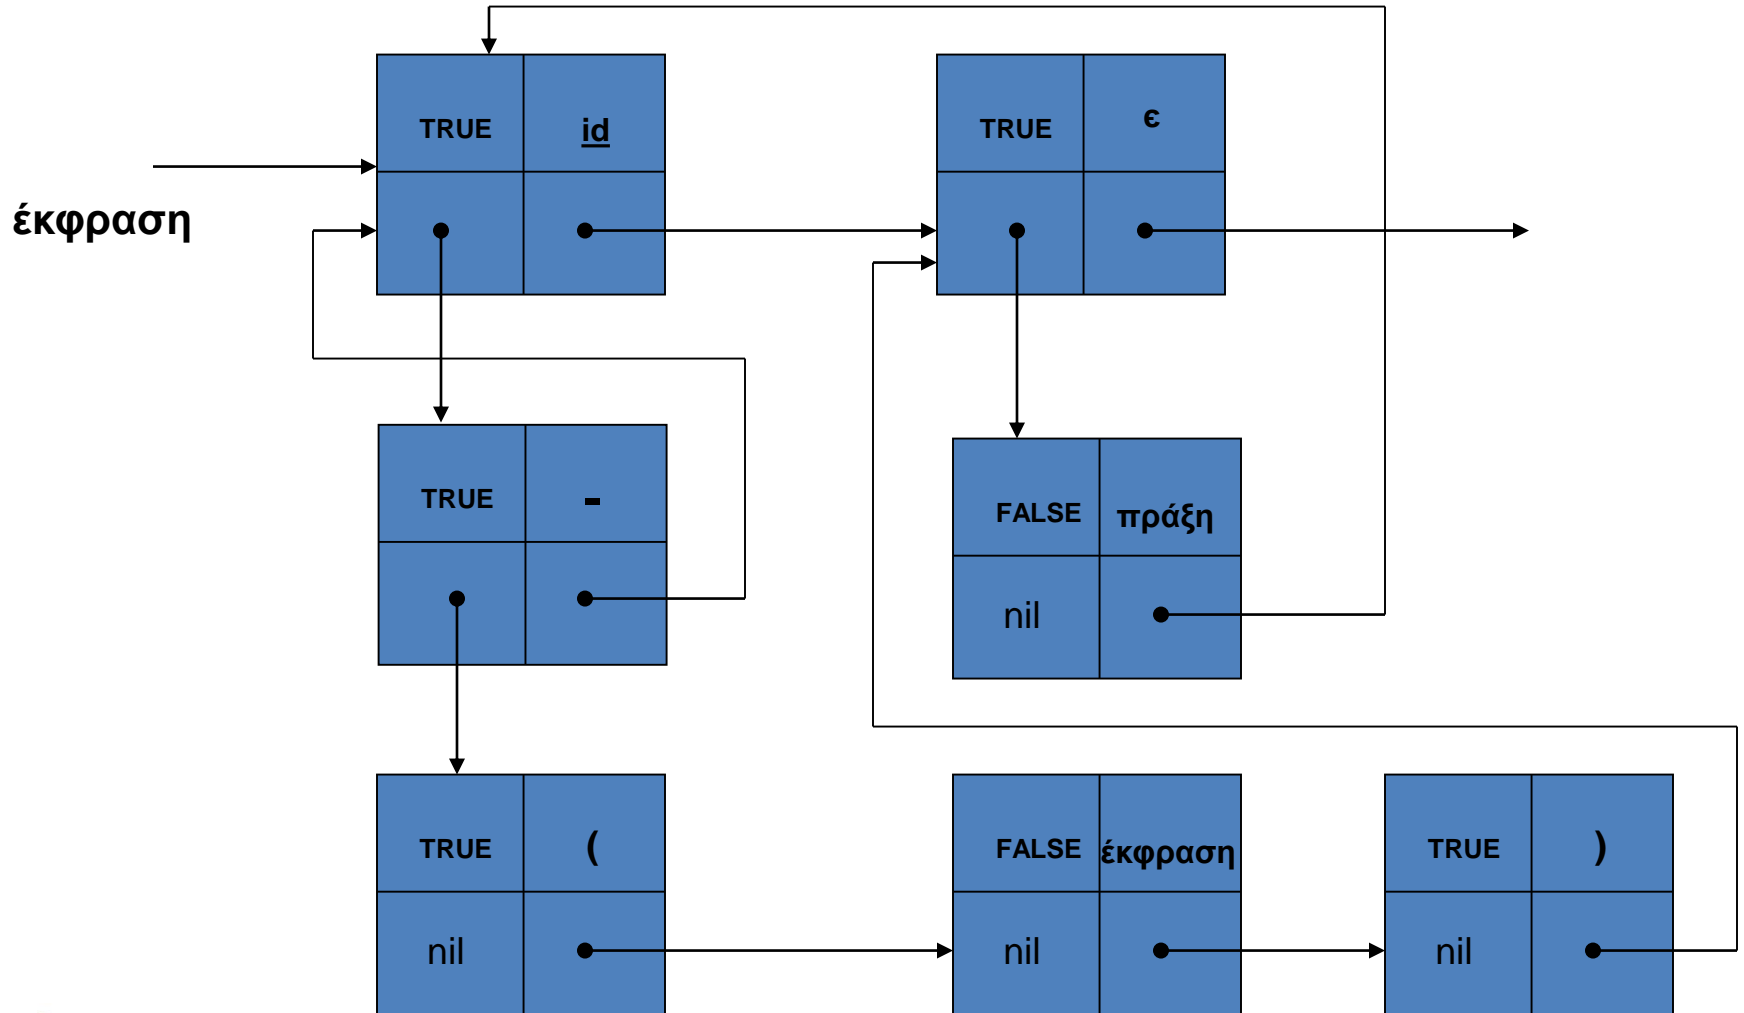 TRUE id
TRUE ϵ
έκφραση
TRUE -
FALSE πράξη
nil
TRUE (
FALSE έκφραση
TRUE )
nil
nil
nil